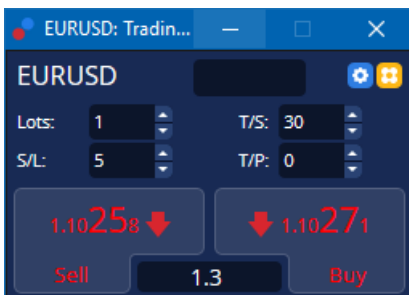 EURUSD: Tradin...
EURUSD
Lots: 1 T/S: 30
S/L: 5 T/P: 0
1.10258 1.10271
Sell 1.3 Buy